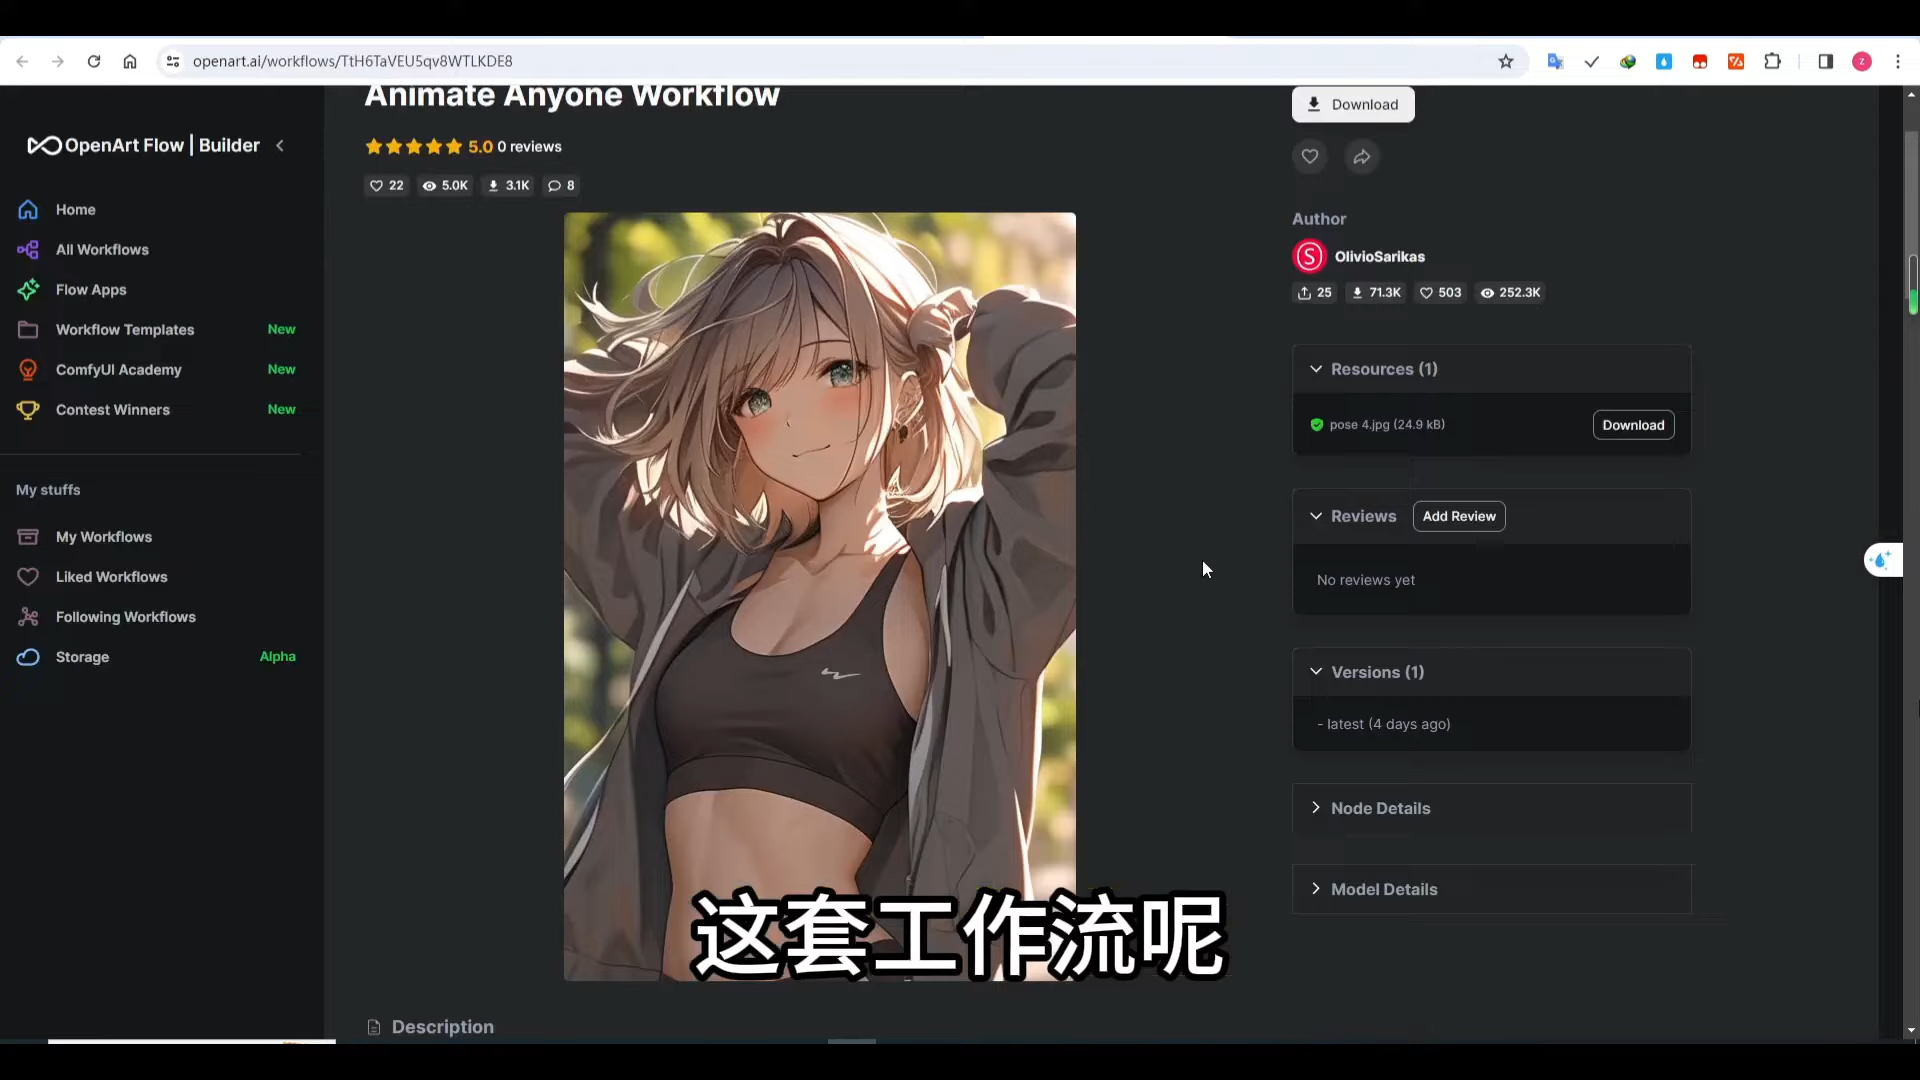 openart.ai/workflows/TtH6TaVEU5qv8WTLKDE8
z
OpenArt Flow | Builder
Home
All Workflows
Flow Apps
Workflow Templates New
ComfyUI Academy New
Contest Winners New
My stuffs
My Workflows
Liked Workflows
Following Workflows
Storage Alpha
Animate Anyone Workflow
5.0 0 reviews
22 5.0K 3.1K 8
这套工作流呢
Description
Download
Author
S OlivioSarikas
25 71.3K 503 252.3K
Resources (1)
pose 4.jpg (24.9 kB) Download
Reviews Add Review
No reviews yet
Versions (1)
- latest (4 days ago)
Node Details
Model Details